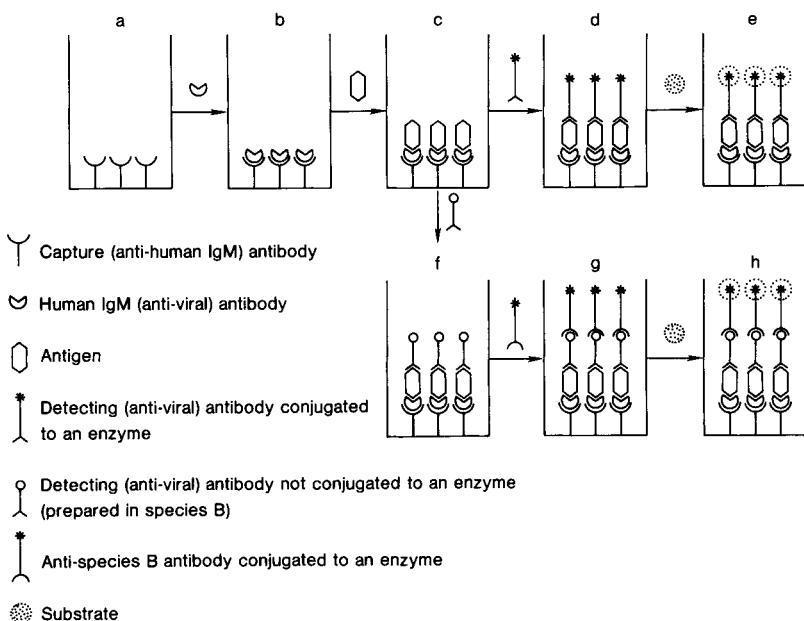 a
b
c
d
e
f
g
h
Capture (anti-human IgM) antibody
Human IgM (anti-viral) antibody
Antigen
Detecting (anti-viral) antibody conjugated
to an enzyme
Detecting (anti-viral) antibody not conjugated to an enzyme
(prepared in species B)
Anti-species B antibody conjugated to an enzyme
Substrate